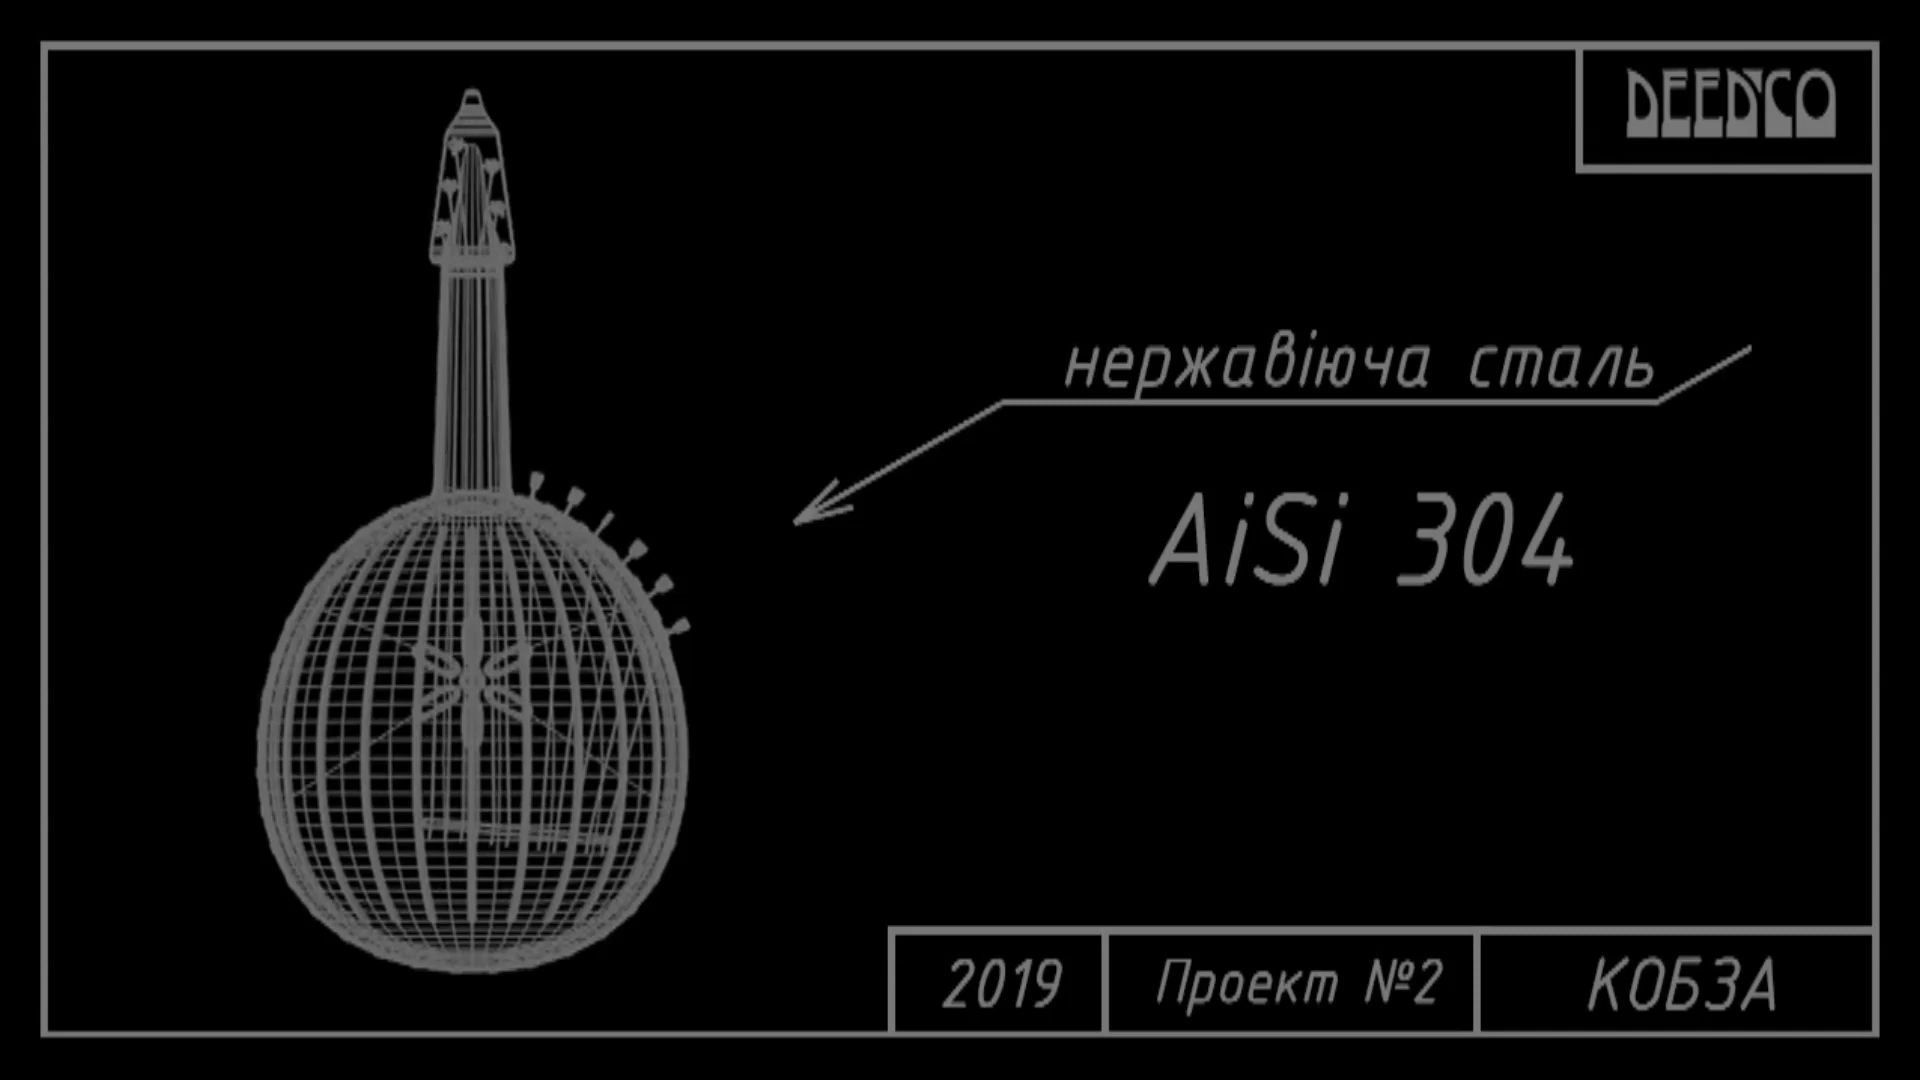 DEEDCO
нержавіюча сталь
AiSi 304
2019
Проект №2
КОБЗА